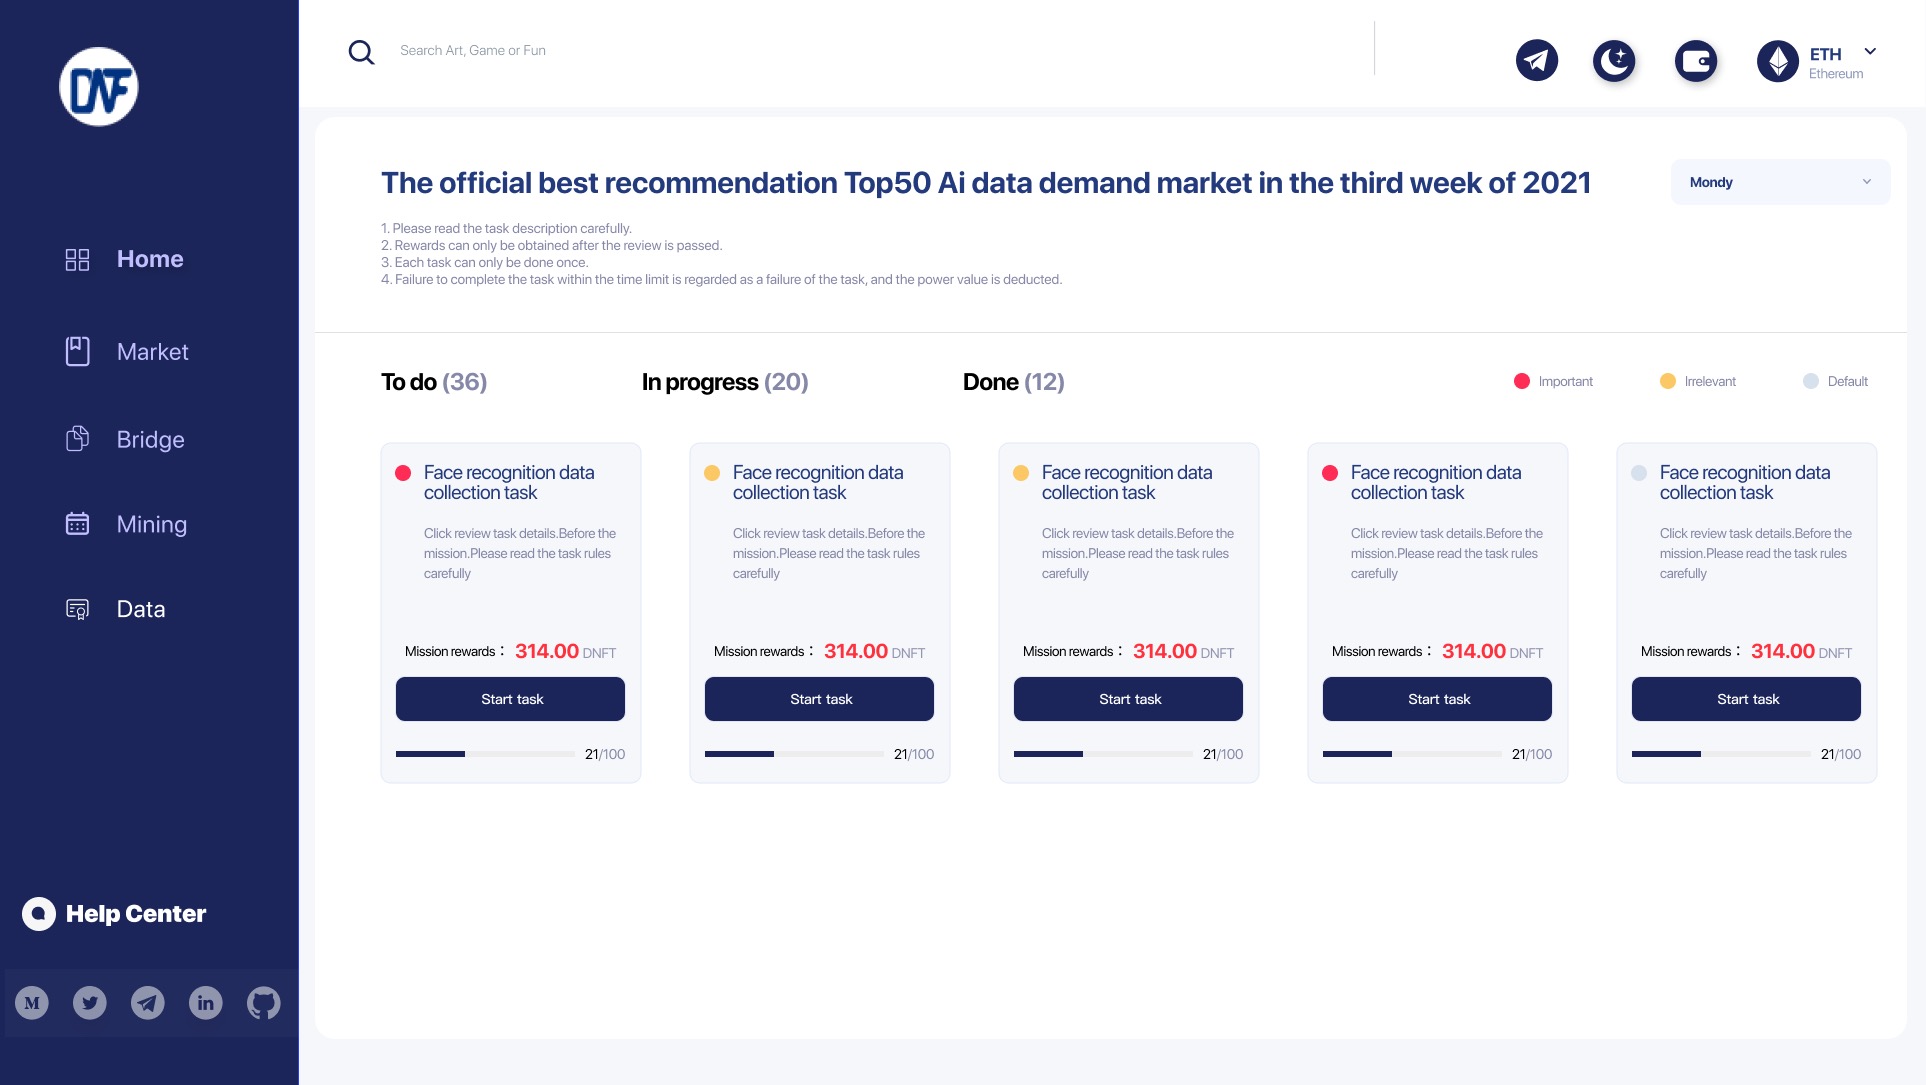 DNF
Search Art, Game or Fun
ETH
Ethereum
Home
Market
Bridge
Mining
Data
Help Center
M
in
The official best recommendation Top50 Ai data demand market in the third week of 2021
Mondy
1. Please read the task description carefully.
2. Rewards can only be obtained after the review is passed.
3. Each task can only be done once.
4. Failure to complete the task within the time limit is regarded as a failure of the task, and the power value is deducted.
To do (36)
In progress (20)
Done (12)
Important
Irrelevant
Default
Face recognition data
collection task
Click review task details.Before the
mission.Please read the task rules
carefully
Mission rewards： 314.00 DNFT
Start task
21/100
Face recognition data
collection task
Click review task details.Before the
mission.Please read the task rules
carefully
Mission rewards： 314.00 DNFT
Start task
21/100
Face recognition data
collection task
Click review task details.Before the
mission.Please read the task rules
carefully
Mission rewards： 314.00 DNFT
Start task
21/100
Face recognition data
collection task
Click review task details.Before the
mission.Please read the task rules
carefully
Mission rewards： 314.00 DNFT
Start task
21/100
Face recognition data
collection task
Click review task details.Before the
mission.Please read the task rules
carefully
Mission rewards： 314.00 DNFT
Start task
21/100